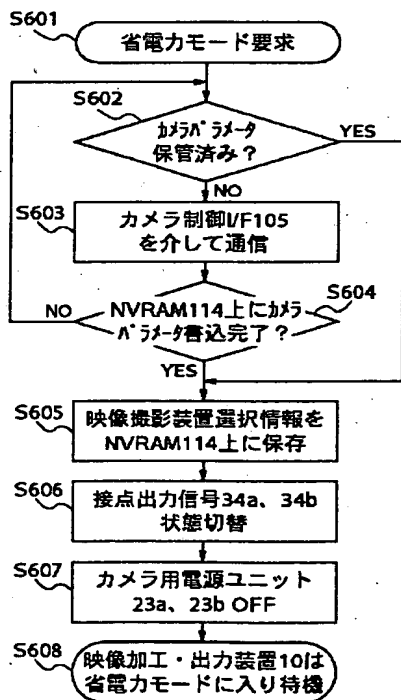 S601
省電力モード要求
S602
ｶﾒﾗﾊﾟﾗﾒｰﾀ
保管済み？
YES
NO
S603
カメラ制御I/F105
を介して通信
S604
NVRAM114上にｶﾒﾗ
ﾊﾟﾗﾒｰﾀ書込完了？
NO
YES
S605
映像撮影装置選択情報を
NVRAM114上に保存
S606
接点出力信号34a、34b
状態切替
S607
カメラ用電源ユニット
23a、23b OFF
S608
映像加工・出力装置10は
省電力モードに入り待機